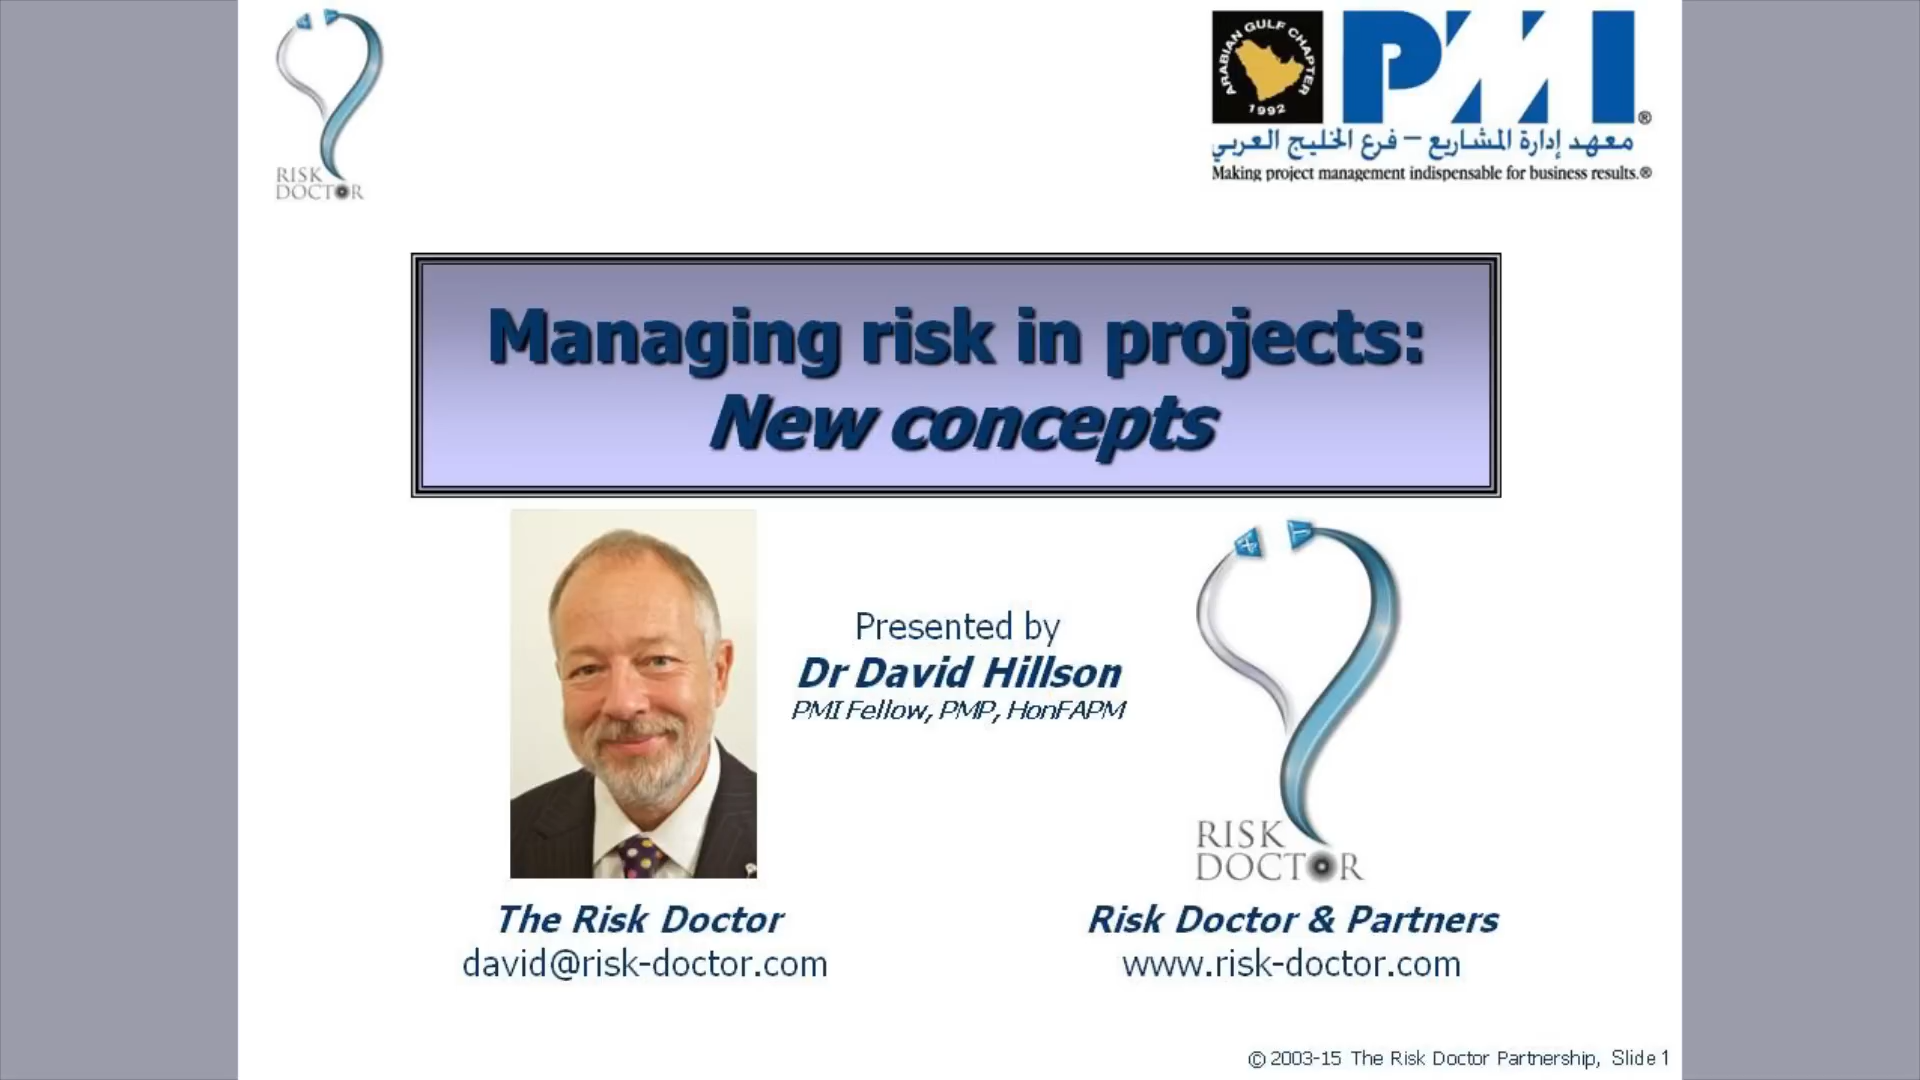 RISK
DOCTOR
ARABIAN GULF CHAPTER
1992
PMI®
معهد إدارة المشاريع – فرع الخليج العربي
Making project management indispensable for business results.®
Managing risk in projects:
New concepts
Presented by
Dr David Hillson
PMI Fellow, PMP, HonFAPM
RISK
DOCTOR
The Risk Doctor
david@risk-doctor.com
Risk Doctor & Partners
www.risk-doctor.com
© 2003-15 The Risk Doctor Partnership, Slide 1